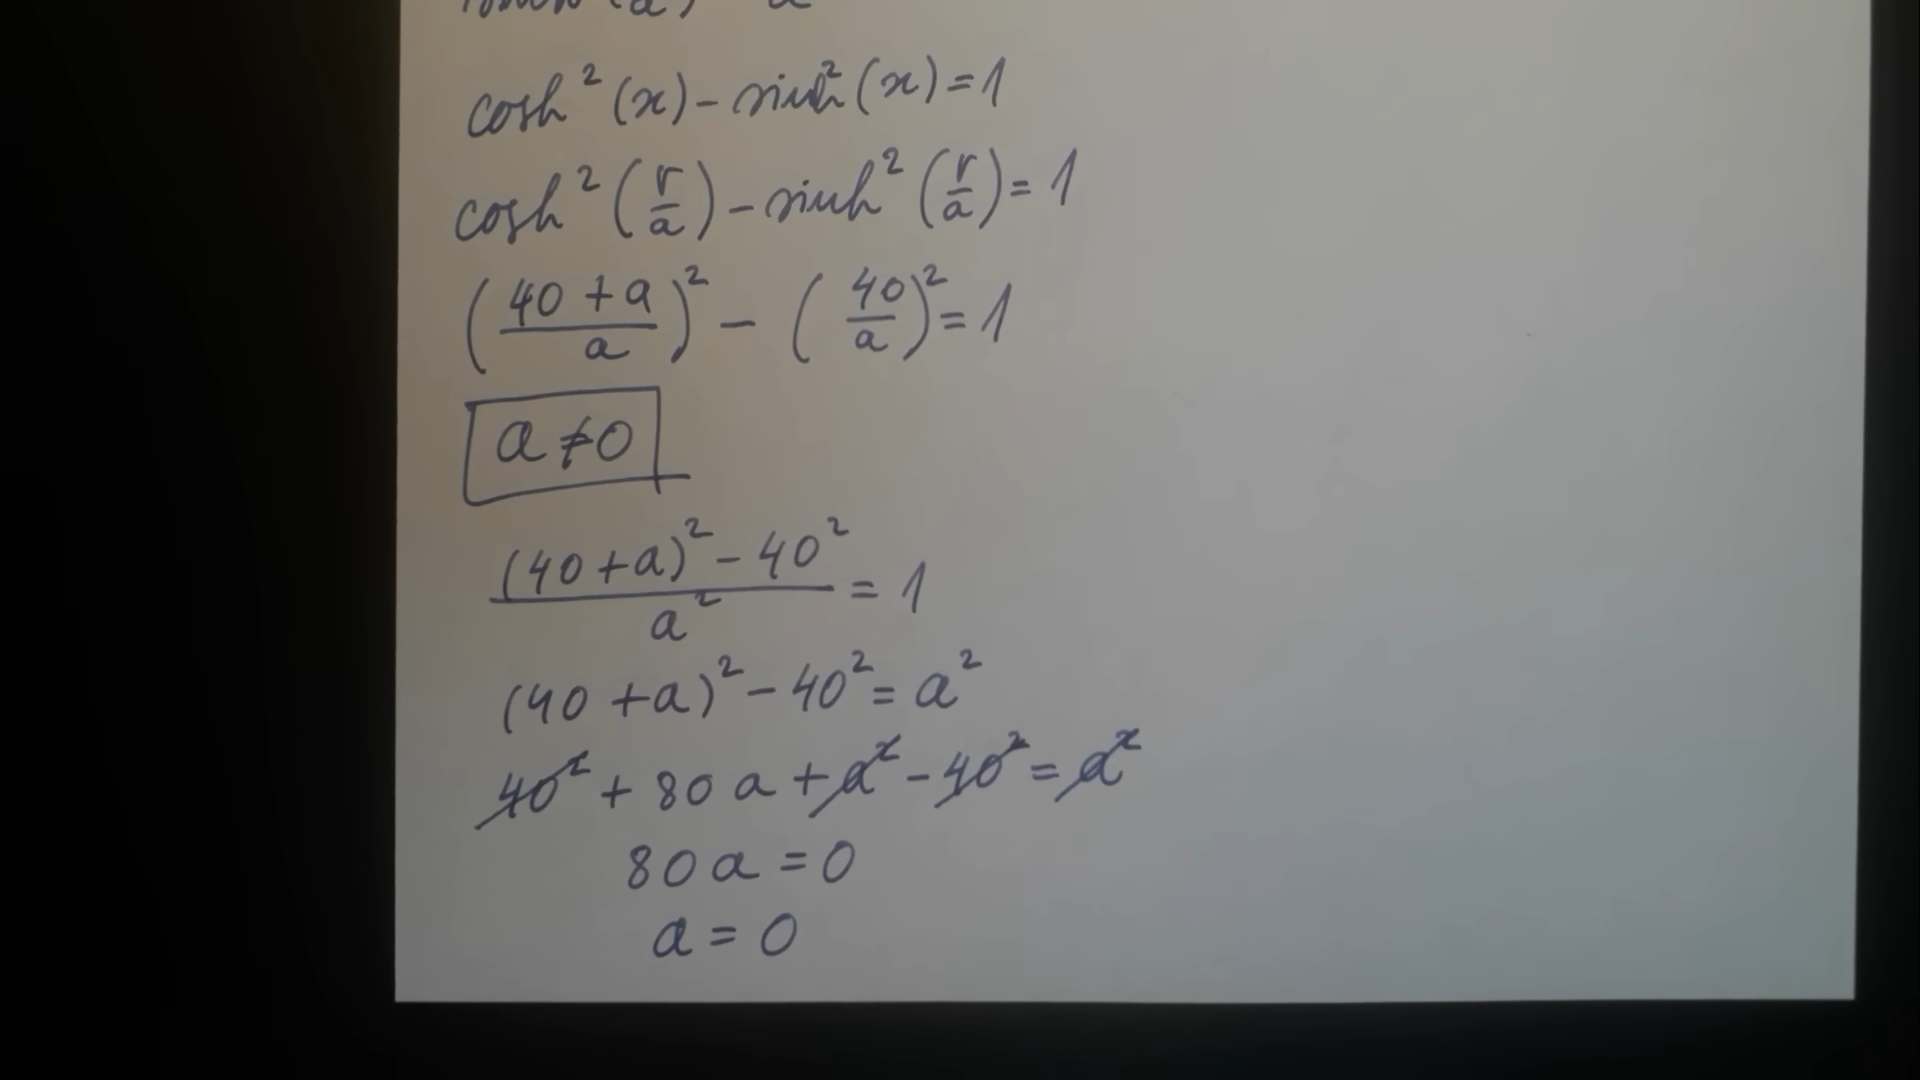 cosh²(x) - sinh²(x) = 1
cosh²(r/a) - sinh²(r/a) = 1
((40 + a)/a)² - (40/a)² = 1
a ≠ 0
((40 + a)² - 40²)/a² = 1
(40 + a)² - 40² = a²
40² + 80a + a² - 40² = a²
80a = 0
a = 0